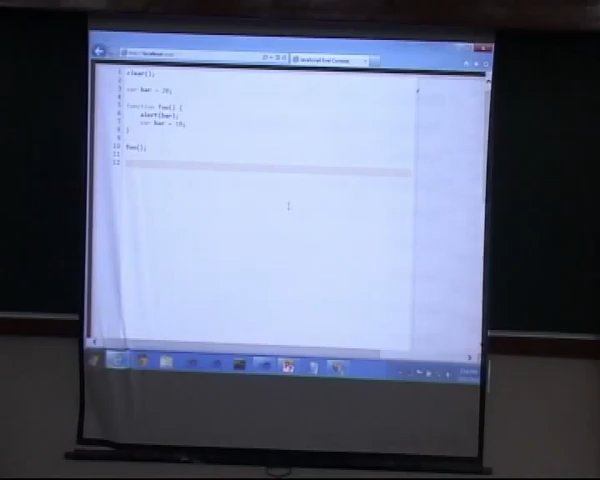 1 clear();
2
3 var bar = 20;
4
5 function foo() {
6 alert(bar);
7 var bar = 10;
8 }
9
10 foo();
11
12